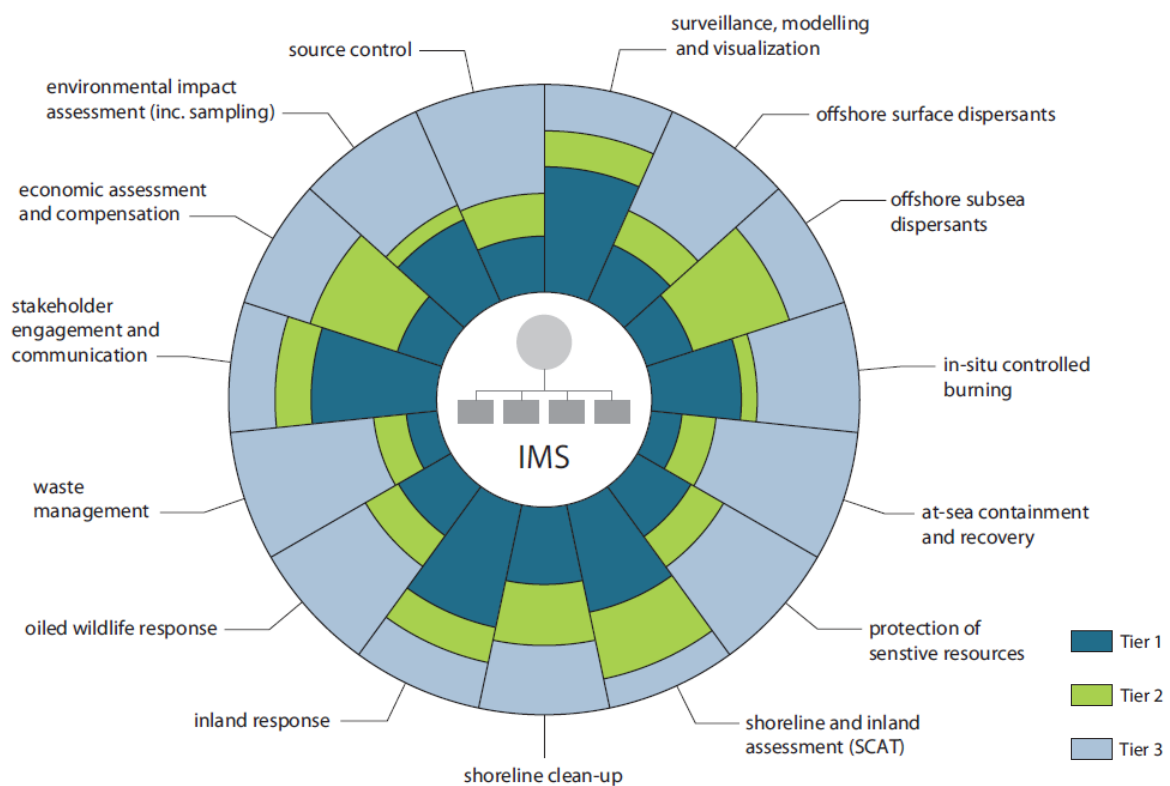 surveillance, modelling
and visualization
source control
environmental impact
assessment (inc. sampling)
offshore surface dispersants
economic assessment
and compensation
offshore subsea
dispersants
stakeholder
engagement and
communication
in-situ controlled
burning
IMS
waste
management
at-sea containment
and recovery
oiled wildlife response
protection of
senstive resources
inland response
shoreline and inland
assessment (SCAT)
shoreline clean-up
Tier 1
Tier 2
Tier 3